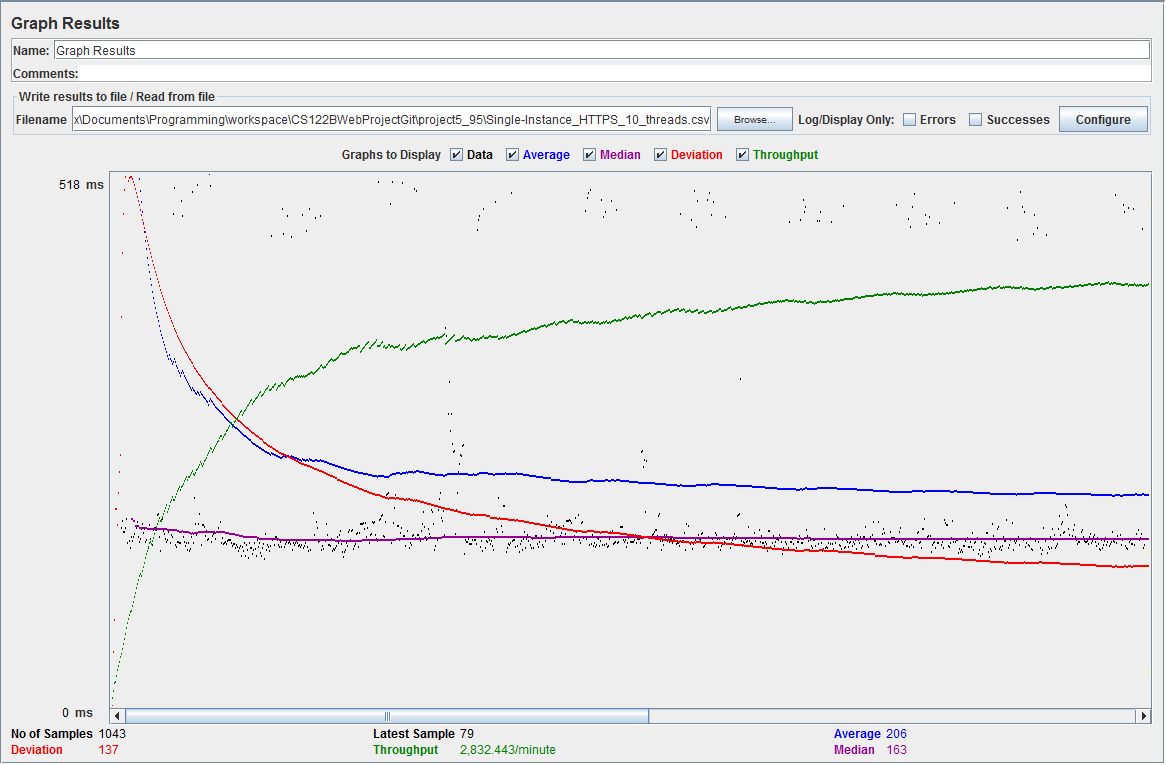 Graph Results
Name: Graph Results
Comments:
Write results to file / Read from file
Filename x\Documents\Programming\workspace\CS122BWebProjectGit\project5_95\Single-Instance_HTTPS_10_threads.csv Browse... Log/Display Only: Errors Successes Configure
Graphs to Display Data Average Median Deviation Throughput
518 ms
0 ms
No of Samples 1043 Latest Sample 79 Average 206
Deviation 137 Throughput 2,832.443/minute Median 163